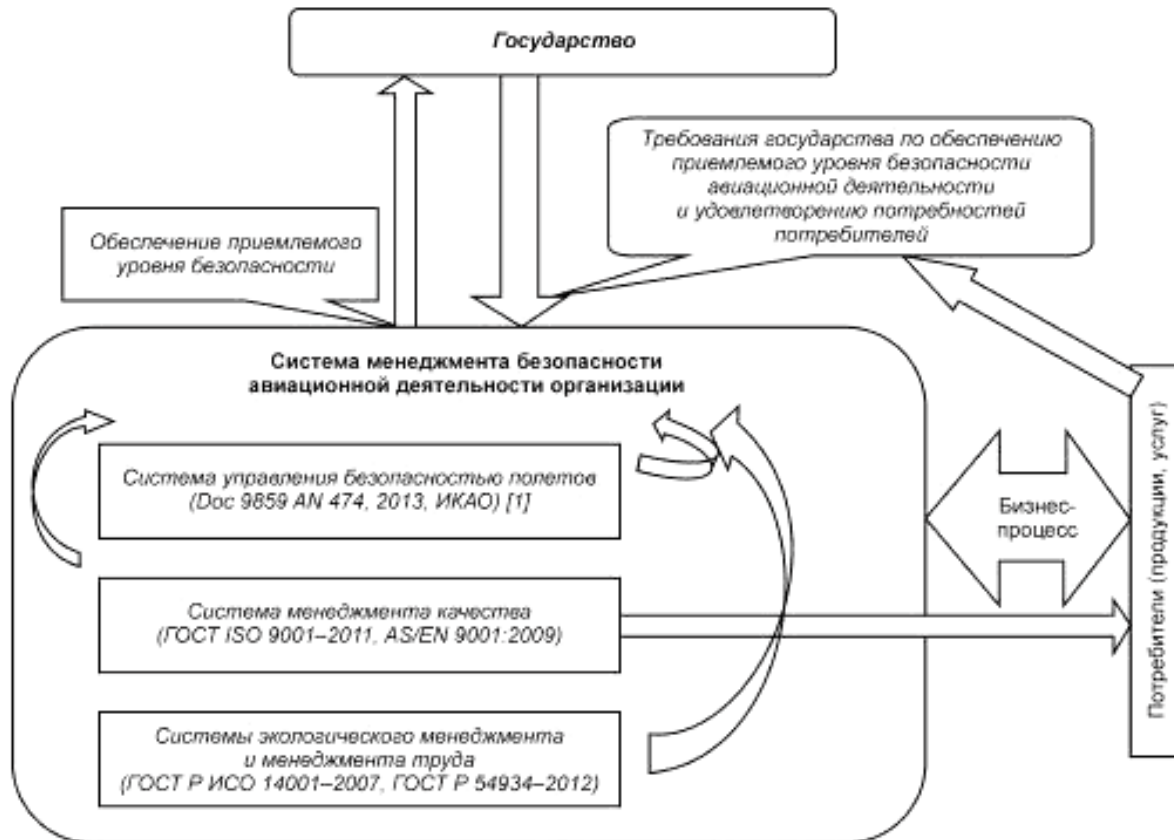 Государство
Требования государства по обеспечению
приемлемого уровня безопасности
авиационной деятельности
и удовлетворению потребностей
потребителей
Обеспечение приемлемого
уровня безопасности
Система менеджмента безопасности
авиационной деятельности организации
Система управления безопасностью полетов
(Doc 9859 AN 474, 2013, ИКАО) [1]
Система менеджмента качества
(ГОСТ ISO 9001–2011, AS/EN 9001:2009)
Системы экологического менеджмента
и менеджмента труда
(ГОСТ Р ИСО 14001–2007, ГОСТ Р 54934–2012)
Бизнес-
процесс
Потребители (продукции, услуг)